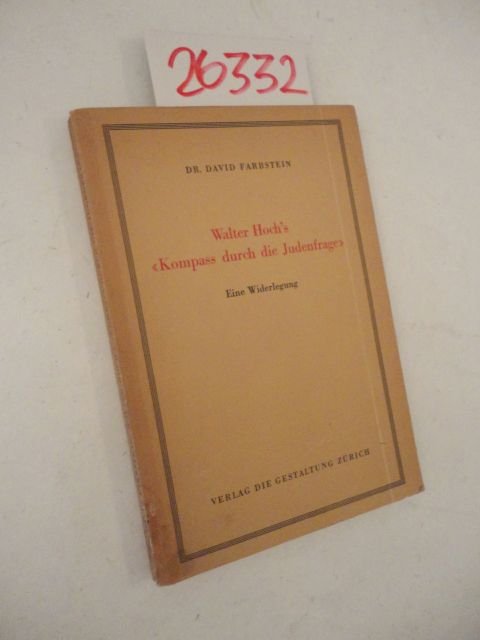 26332
DR. DAVID FARBSTEIN
Walter Hoch's
«Kompass durch die Judenfrage»
Eine Widerlegung
VERLAG DIE GESTALTUNG ZÜRICH